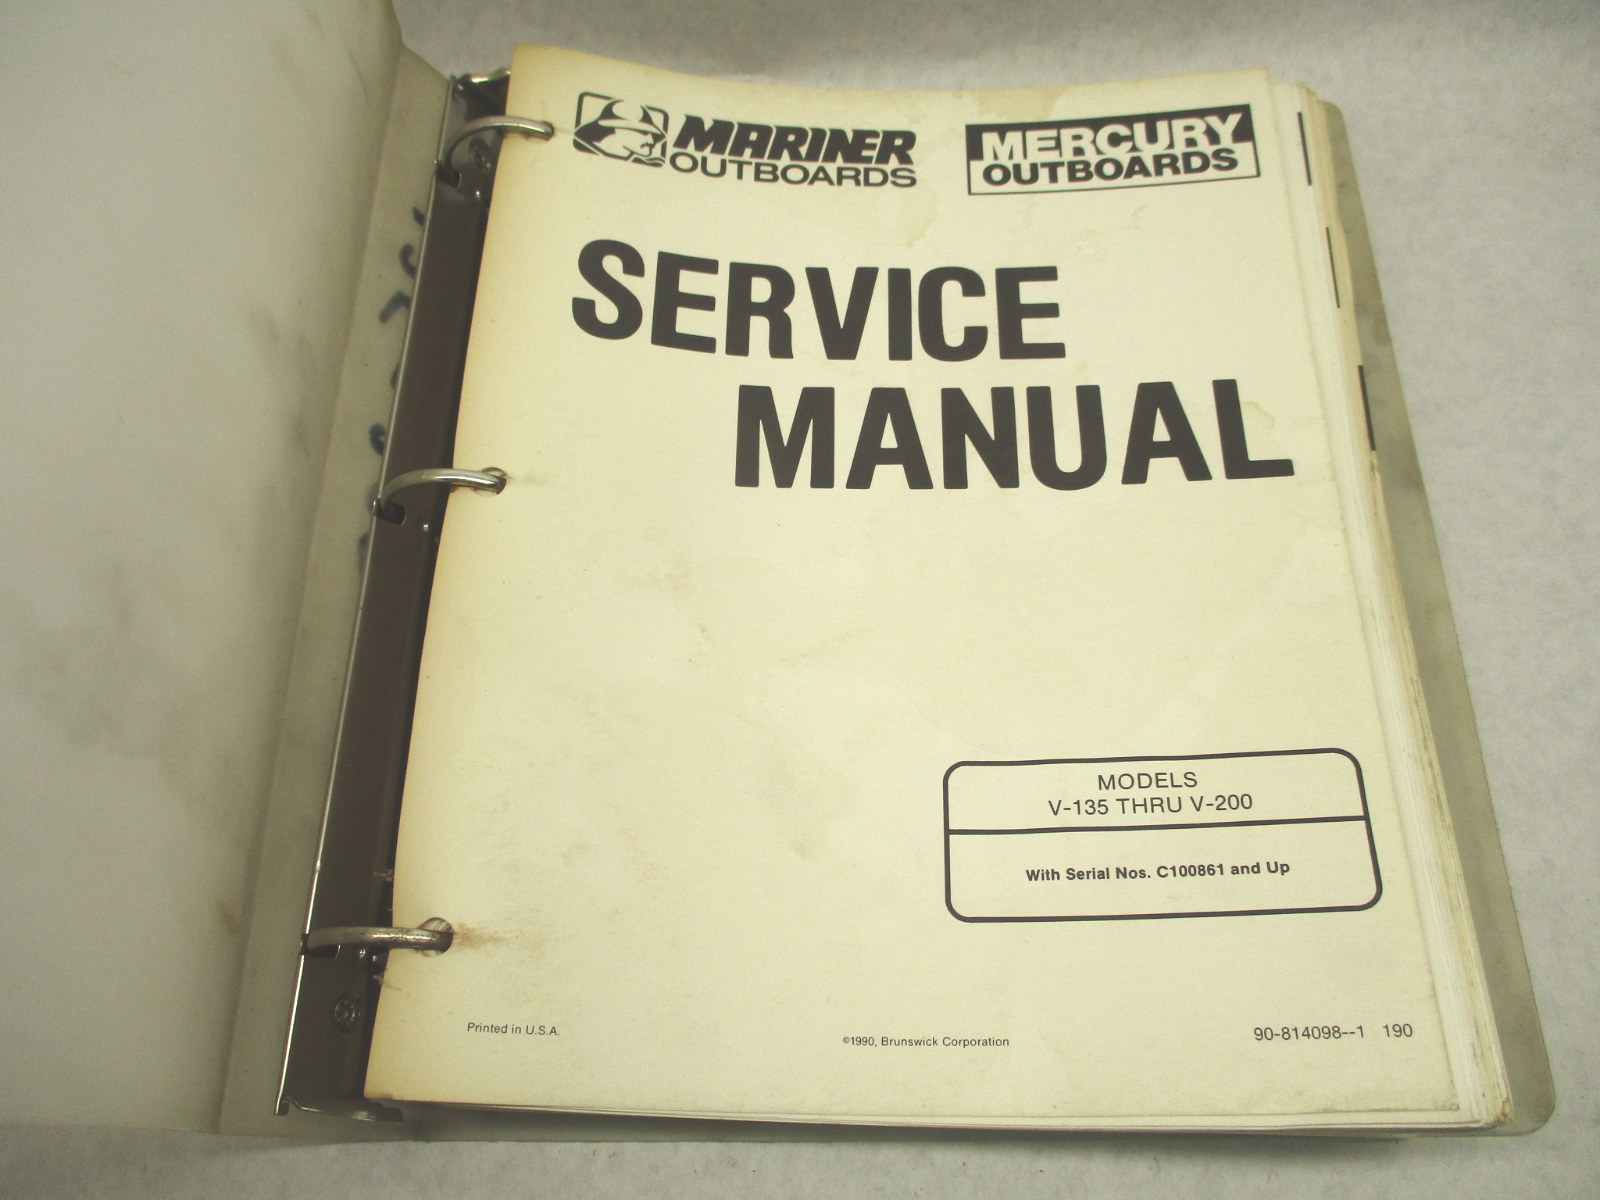 MARINER
OUTBOARDS
MERCURY
OUTBOARDS
SERVICE
MANUAL
MODELS
V-135 THRU V-200
With Serial Nos. C100861 and Up
Printed in U.S.A.
©1990, Brunswick Corporation
90-814098--1 190